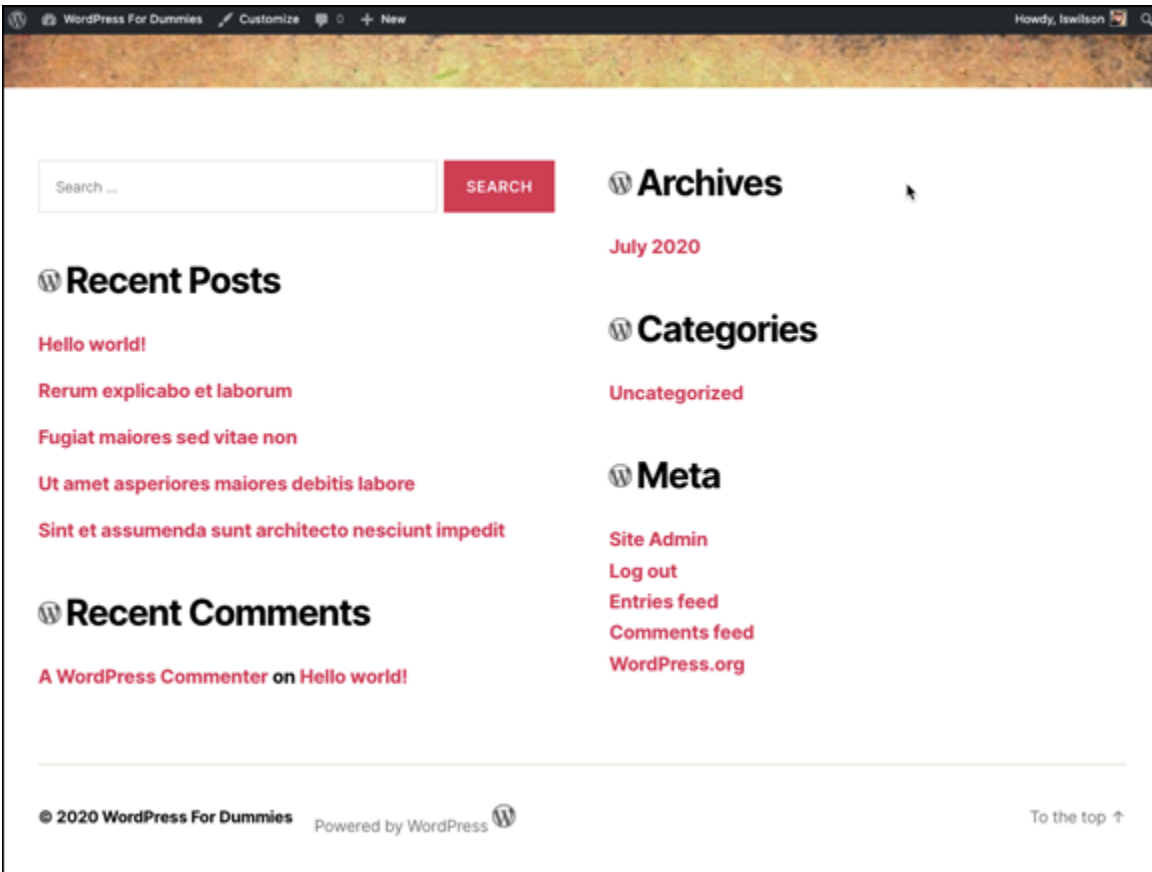 WordPress For Dummies Customize 0 New Howdy, lswilson
Search ... SEARCH
Recent Posts
Hello world!
Rerum explicabo et laborum
Fugiat maiores sed vitae non
Ut amet asperiores maiores debitis labore
Sint et assumenda sunt architecto nesciunt impedit
Recent Comments
A WordPress Commenter on Hello world!
Archives
July 2020
Categories
Uncategorized
Meta
Site Admin
Log out
Entries feed
Comments feed
WordPress.org
© 2020 WordPress For Dummies Powered by WordPress To the top ↑